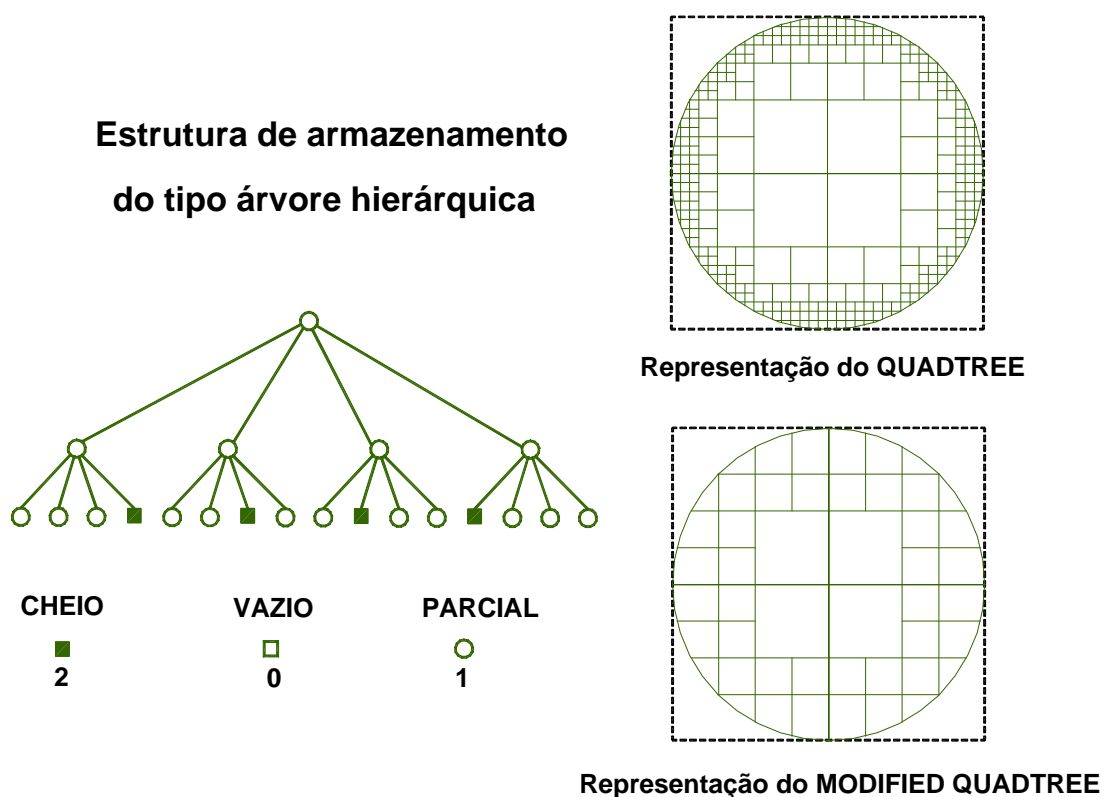 Estrutura de armazenamento
do tipo árvore hierárquica
Representação do QUADTREE
CHEIO
VAZIO
PARCIAL
2
0
1
Representação do MODIFIED QUADTREE